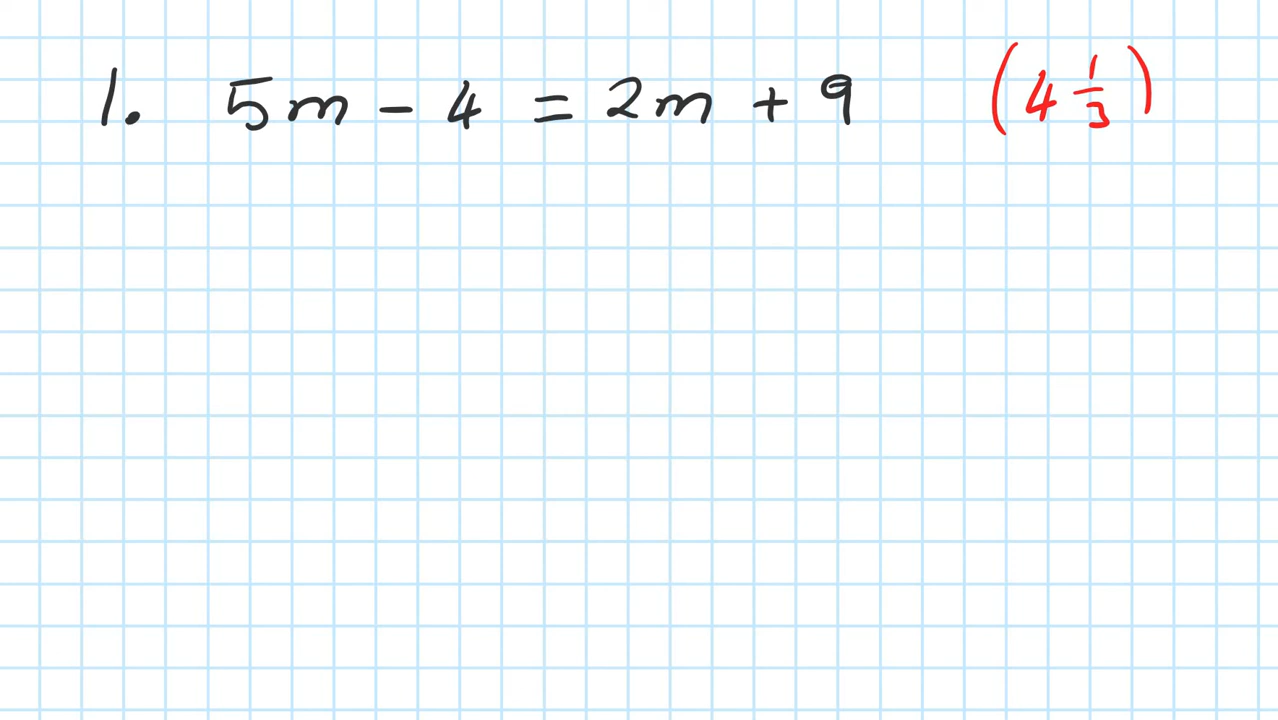 1. 5m - 4 = 2m + 9 (4 1/3)